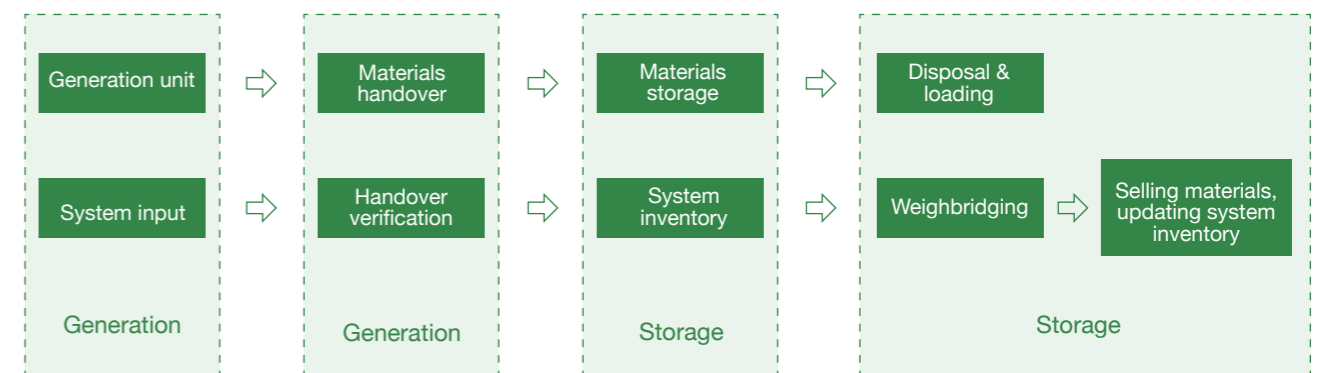 Generation unit
Materials
handover
Materials
storage
Disposal &
loading
System input
Handover
verification
System
inventory
Weighbridging
Selling materials,
updating system
inventory
Generation
Generation
Storage
Storage